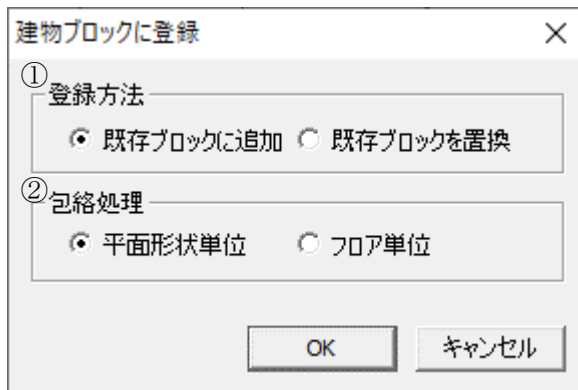 建物ブロックに登録
①
登録方法
既存ブロックに追加 既存ブロックを置換
②
包絡処理
平面形状単位 フロア単位
OK キャンセル